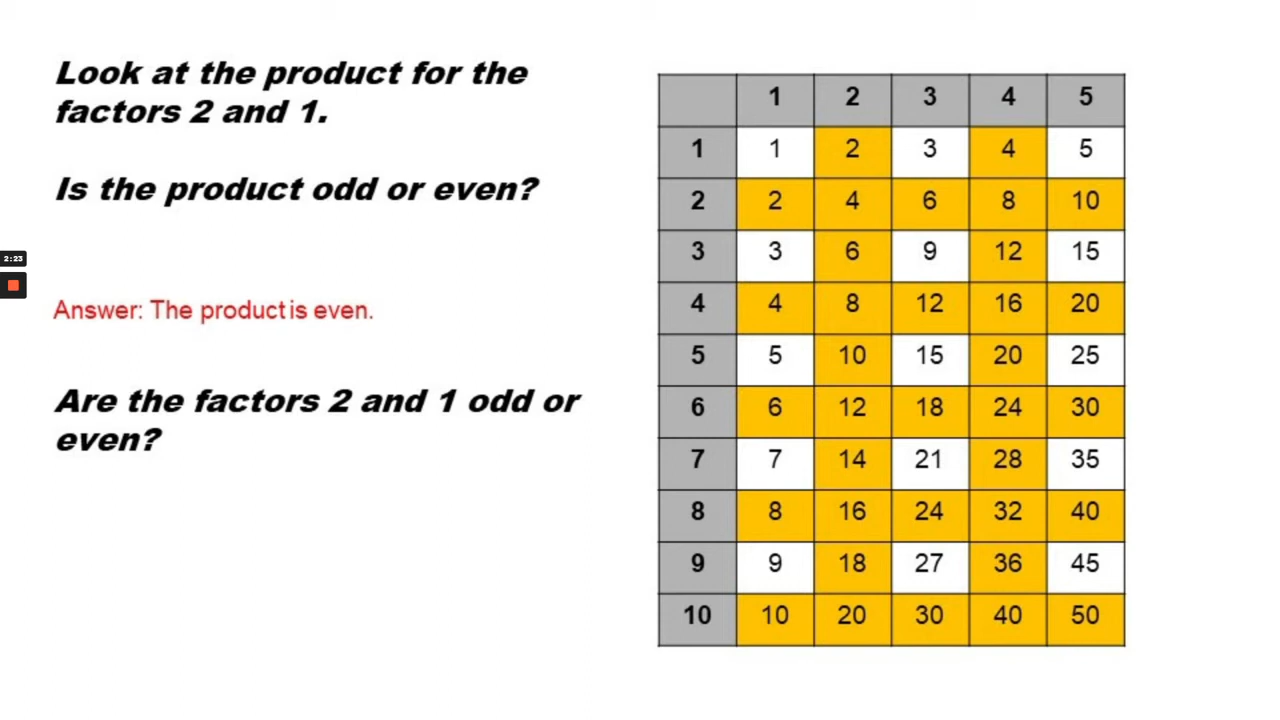 Look at the product for the
factors 2 and 1.
Is the product odd or even?
2:23
Answer: The product is even.
Are the factors 2 and 1 odd or
even?
1 2 3 4 5
1 1 2 3 4 5
2 2 4 6 8 10
3 3 6 9 12 15
4 4 8 12 16 20
5 5 10 15 20 25
6 6 12 18 24 30
7 7 14 21 28 35
8 8 16 24 32 40
9 9 18 27 36 45
10 10 20 30 40 50